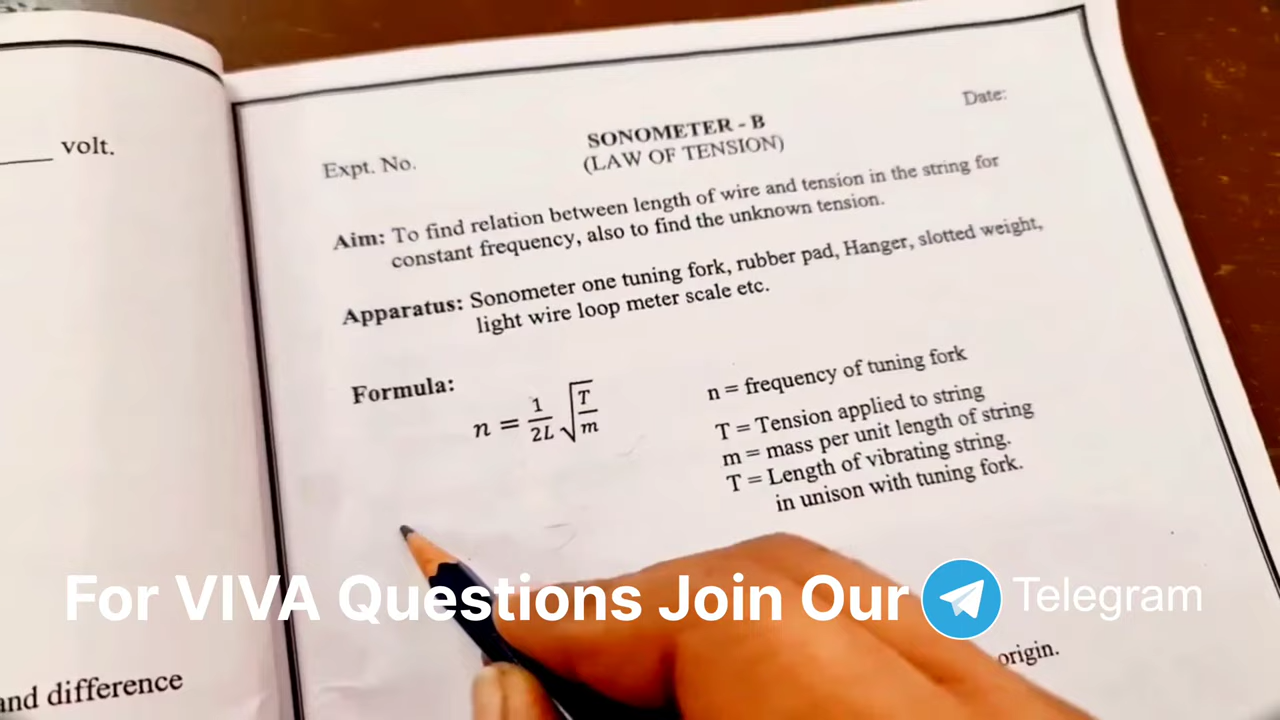 volt.
and difference
Date:
SONOMETER - B
(LAW OF TENSION)
Expt. No.
Aim: To find relation between length of wire and tension in the string for
constant frequency, also to find the unknown tension.
Apparatus: Sonometer one tuning fork, rubber pad, Hanger, slotted weight,
light wire loop meter scale etc.
Formula:
n = 1/2L √T/m
n = frequency of tuning fork
T = Tension applied to string
m = mass per unit length of string
T = Length of vibrating string.
in unison with tuning fork.
origin.
For VIVA Questions Join Our Telegram